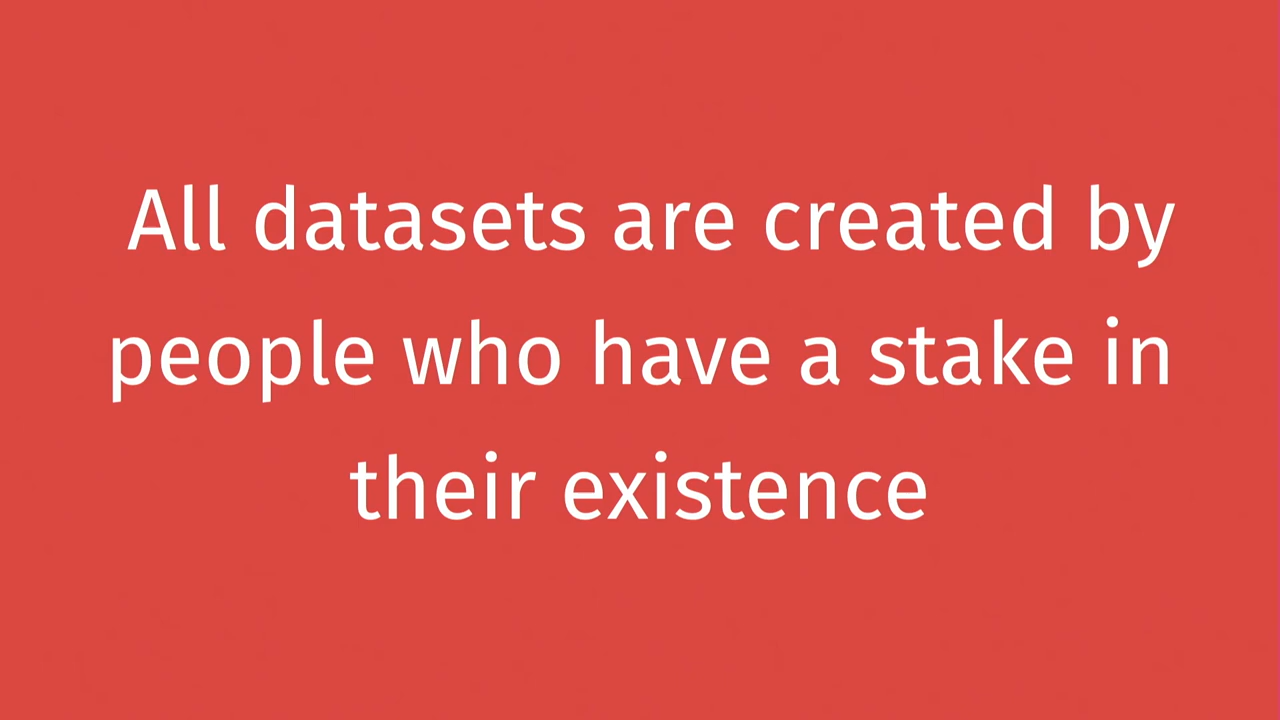 All datasets are created by
people who have a stake in
their existence